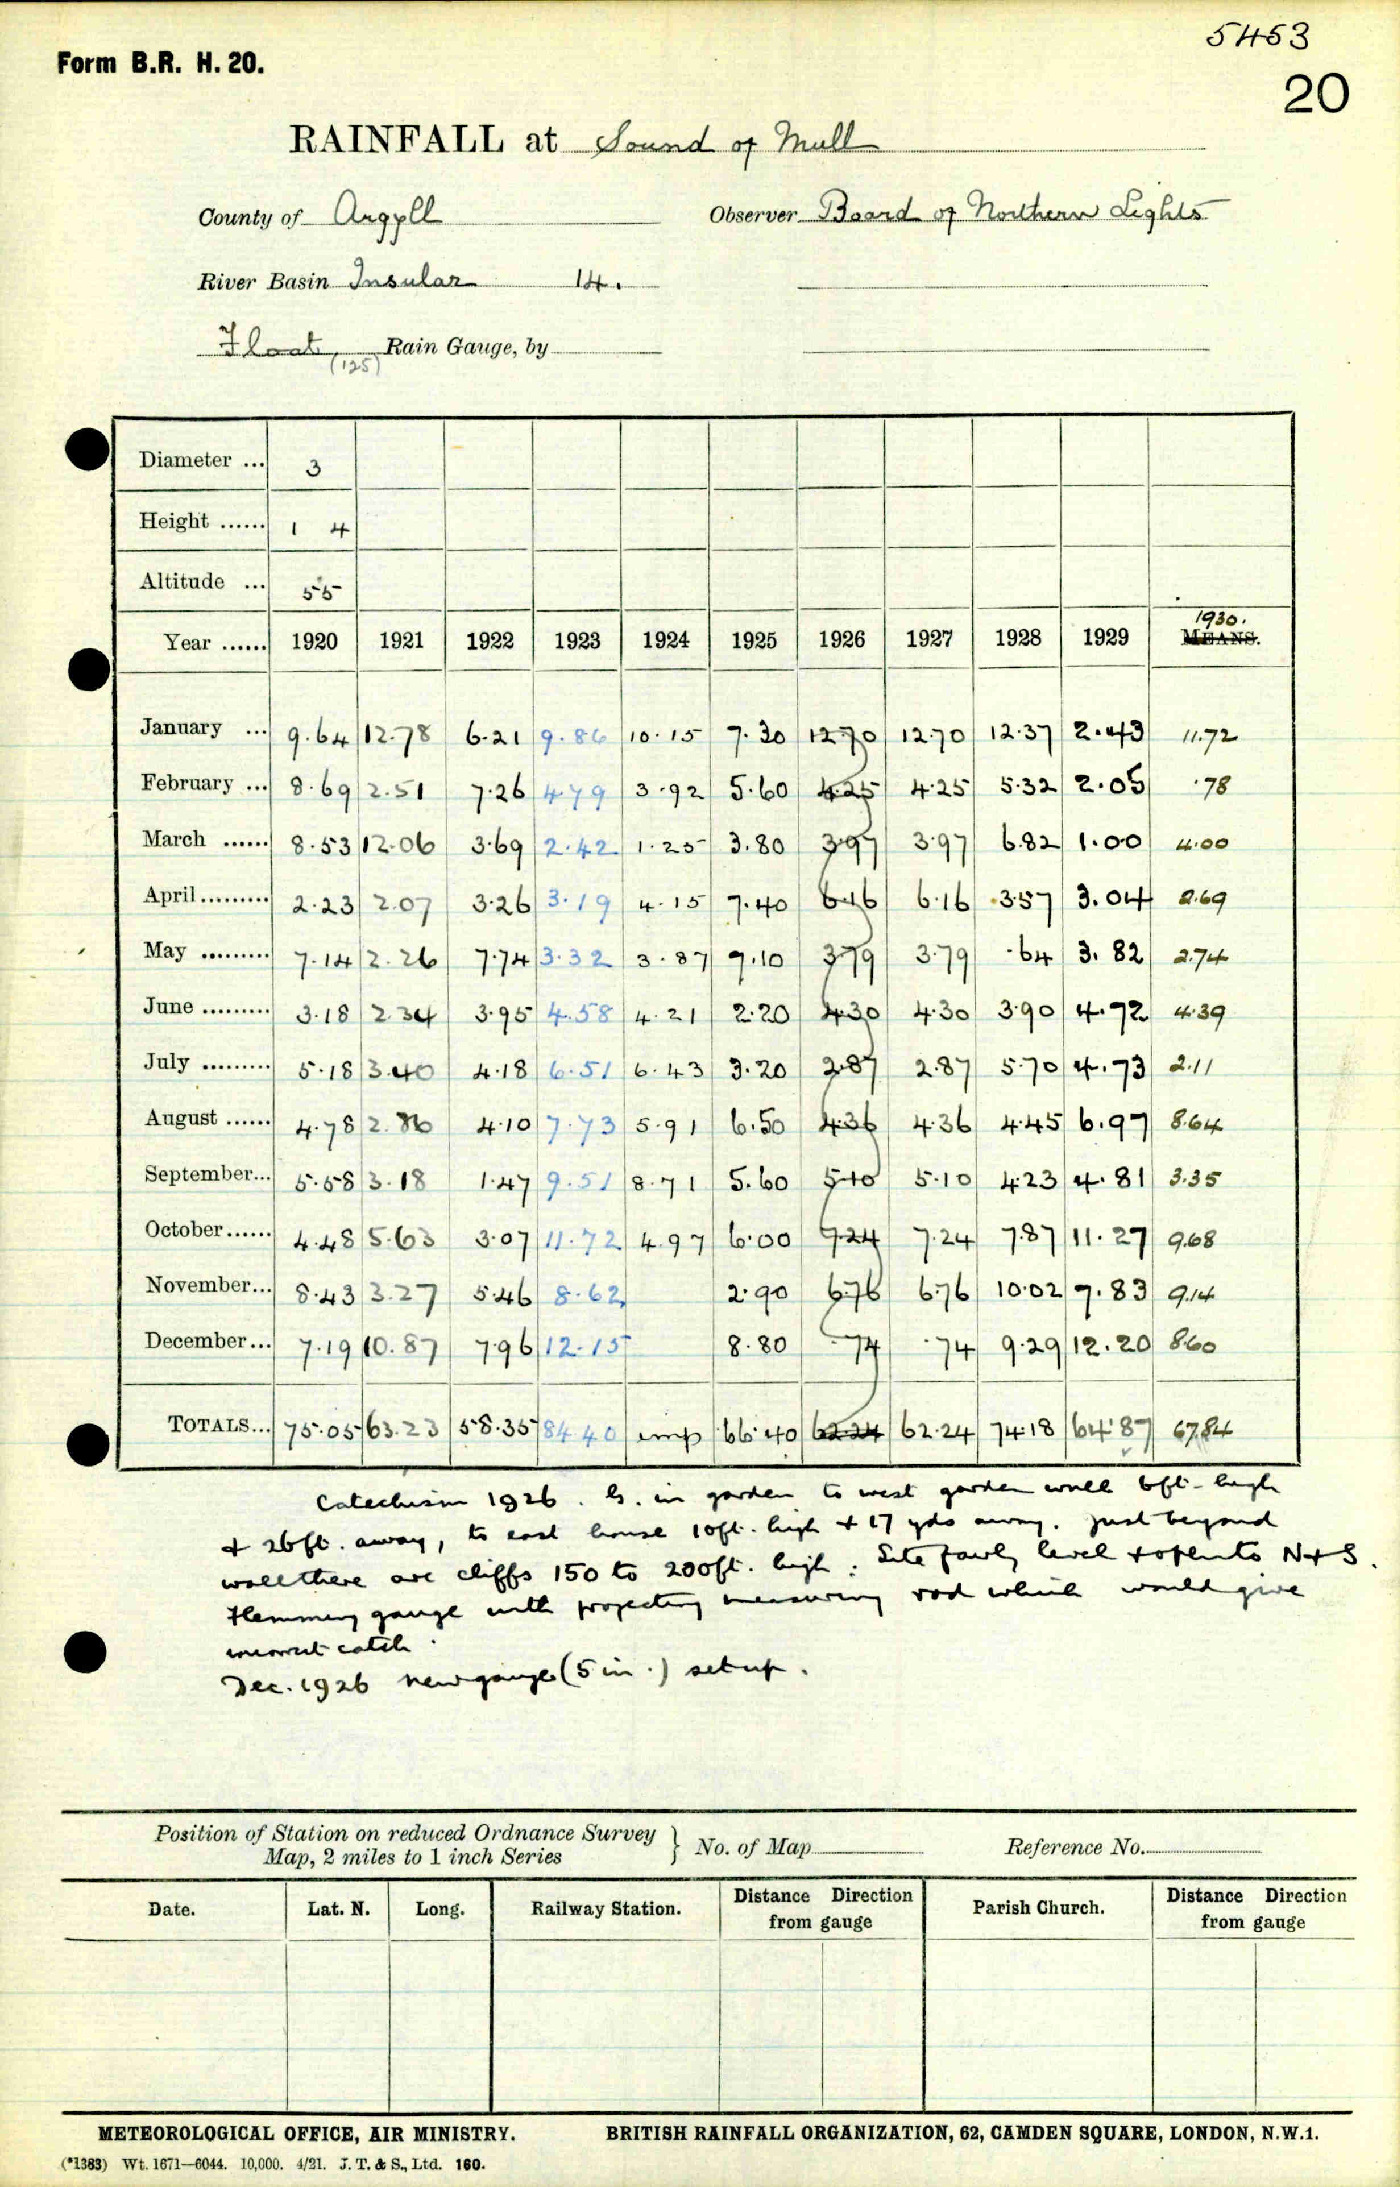 5453
Form B.R. H. 20.
20
RAINFALL at Sound of Mull
County of Argyll Observer Board of Northern Lights
River Basin Insular 14.
Float (125) Rain Gauge, by
Diameter ... 3
Height ...... 1 4
Altitude ... 55
1930.
Year ...... 1920 1921 1922 1923 1924 1925 1926 1927 1928 1929 MEANS.
January ... 9.64 12.78 6.21 9.86 10.15 7.30 12.70 12.70 12.37 2.43 11.72
February ... 8.69 2.51 7.26 4.79 3.92 5.60 4.25 4.25 5.32 2.05 .78
March ...... 8.53 12.06 3.69 2.42 1.25 3.80 3.97 3.97 6.82 1.00 4.00
April ......... 2.23 2.07 3.26 3.19 4.15 7.40 6.16 6.16 3.57 3.04 2.69
May ......... 7.14 2.26 7.74 3.32 3.87 7.10 3.79 3.79 .64 3.82 2.74
June ......... 3.18 2.34 3.95 4.58 4.21 2.20 4.30 4.30 3.90 4.72 4.39
July ......... 5.18 3.40 4.18 6.51 6.43 3.20 2.87 2.87 5.70 4.73 2.11
August ...... 4.78 2.86 4.10 7.73 5.91 6.50 4.36 4.36 4.45 6.97 8.64
September... 5.58 3.18 1.47 9.51 8.71 5.60 5.10 5.10 4.23 4.81 3.35
October...... 4.48 5.63 3.07 11.72 4.97 6.00 7.24 7.24 7.87 11.27 9.68
November... 8.43 3.27 5.46 8.62 2.90 6.76 6.76 10.02 7.83 9.14
December... 7.19 10.87 7.96 12.15 8.80 .74 .74 9.29 12.20 8.60
TOTALS... 75.05 63.23 58.35 84.40 imp 66.40 62.24 62.24 74.18 64.87 67.84
Catechism 1926. G. in garden to west garden wall 6ft. high
+ 26ft. away, to east house 10ft. high + 17 yds away. Just beyond
wall there are cliffs 150 to 200ft. high. Site fairly level + open to N + S.
Flemming gauge with projecting measuring rod which would give
incorrect catch.
Dec. 1926 new gauge (5 in.) set up.
Position of Station on reduced Ordnance Survey
Map, 2 miles to 1 inch Series } No. of Map Reference No.
Date. Lat. N. Long. Railway Station. Distance Direction from gauge Parish Church. Distance Direction from gauge
METEOROLOGICAL OFFICE, AIR MINISTRY. BRITISH RAINFALL ORGANIZATION, 62, CAMDEN SQUARE, LONDON, N.W.1.
(*1383) Wt. 1671—6044. 10,000. 4/21. J. T. & S., Ltd. 160.